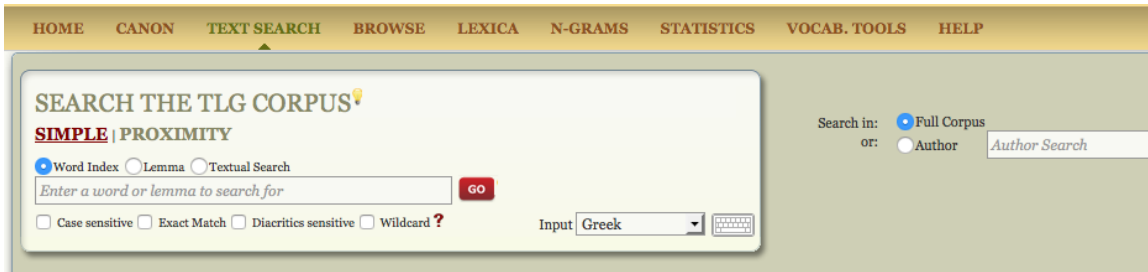 HOME CANON TEXT SEARCH BROWSE LEXICA N-GRAMS STATISTICS VOCAB. TOOLS HELP
SEARCH THE TLG CORPUS
SIMPLE | PROXIMITY
Word Index Lemma Textual Search
Enter a word or lemma to search for GO
Case sensitive Exact Match Diacritics sensitive Wildcard ?
Input Greek
Search in: Full Corpus
or: Author Author Search